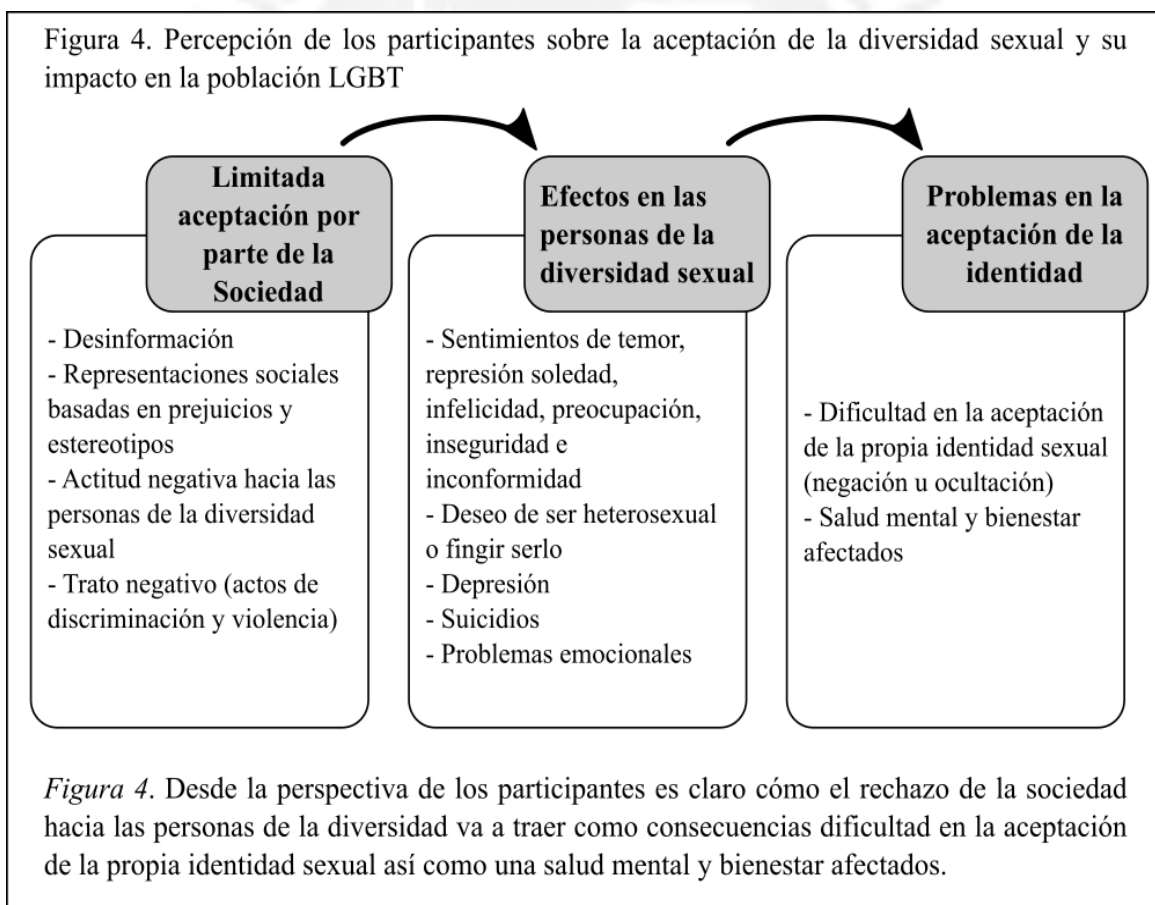 Figura 4. Percepción de los participantes sobre la aceptación de la diversidad sexual y su
impacto en la población LGBT
Limitada
aceptación por
parte de la
Sociedad
- Desinformación
- Representaciones sociales
basadas en prejuicios y
estereotipos
- Actitud negativa hacia las
personas de la diversidad
sexual
- Trato negativo (actos de
discriminación y violencia)
Efectos en las
personas de la
diversidad sexual
- Sentimientos de temor,
represión soledad,
infelicidad, preocupación,
inseguridad e
inconformidad
- Deseo de ser heterosexual
o fingir serlo
- Depresión
- Suicidios
- Problemas emocionales
Problemas en la
aceptación de la
identidad
- Dificultad en la aceptación
de la propia identidad sexual
(negación u ocultación)
- Salud mental y bienestar
afectados
Figura 4. Desde la perspectiva de los participantes es claro cómo el rechazo de la sociedad
hacia las personas de la diversidad va a traer como consecuencias dificultad en la aceptación
de la propia identidad sexual así como una salud mental y bienestar afectados.